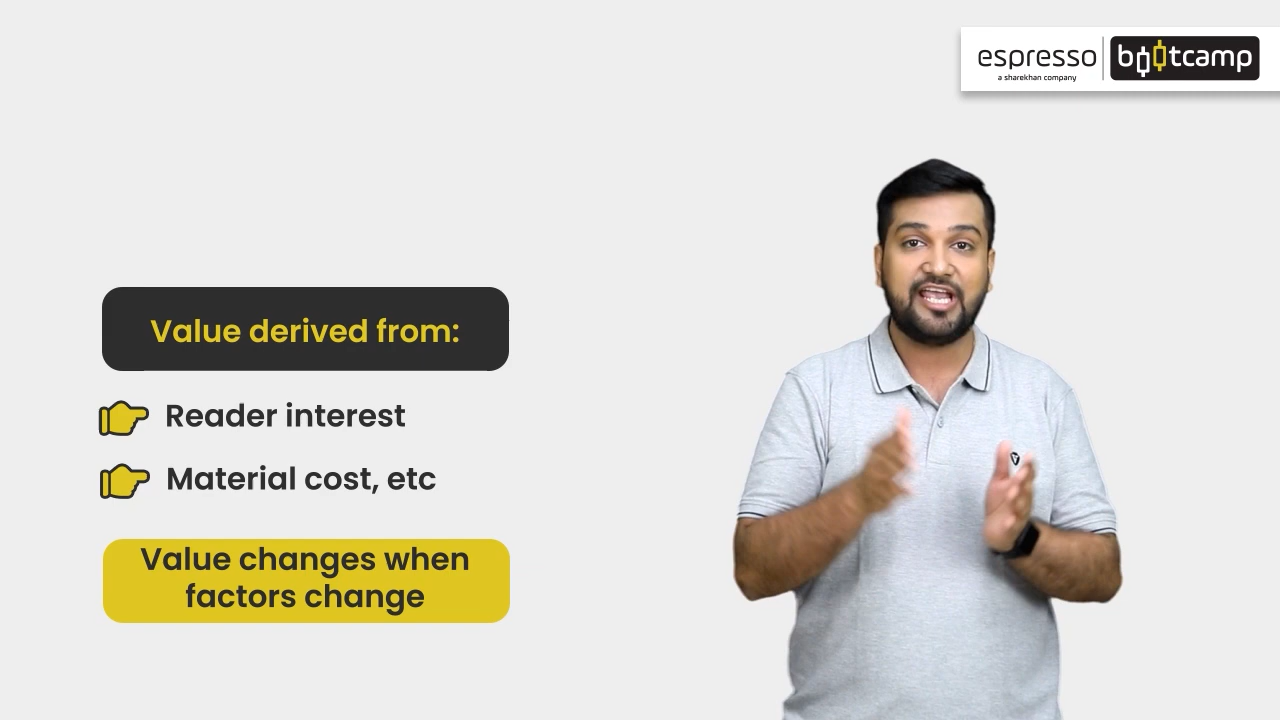 espresso
a sharekhan company
bootcamp
Value derived from:
Reader interest
Material cost, etc
Value changes when
factors change